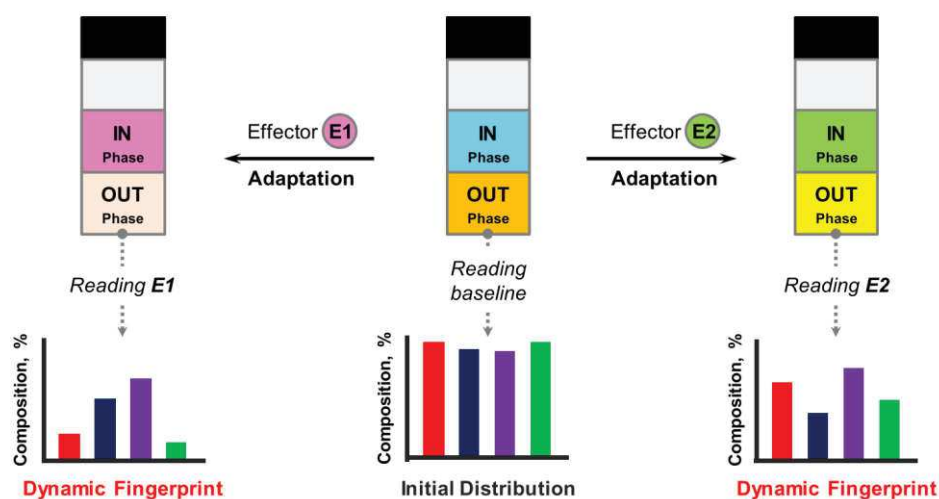 IN
Phase
OUT
Phase
Effector E1
Adaptation
IN
Phase
OUT
Phase
Effector E2
Adaptation
IN
Phase
OUT
Phase
Reading E1
Reading
baseline
Reading E2
Composition, %
Dynamic Fingerprint
Composition, %
Initial Distribution
Composition, %
Dynamic Fingerprint